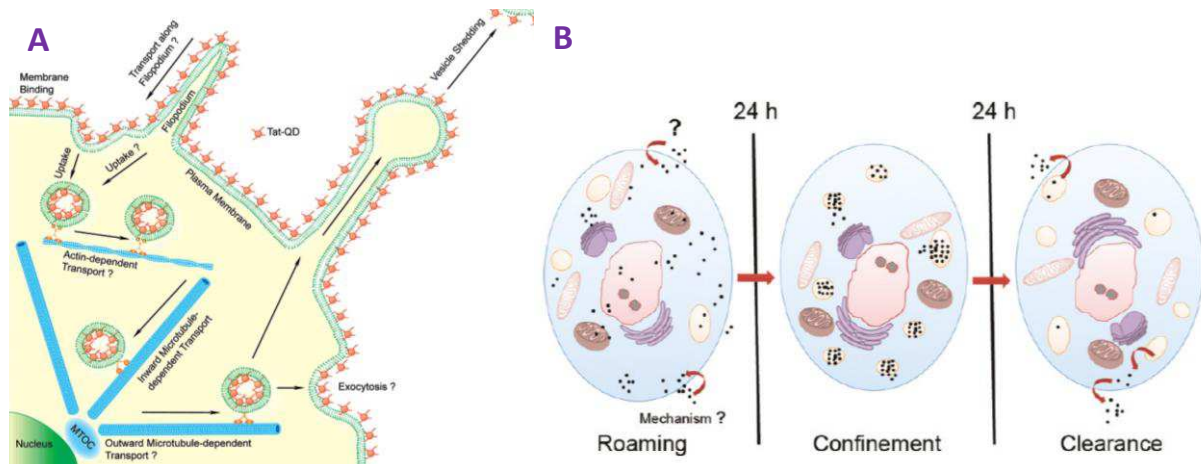 A
Membrane
Binding
Transport along
Filopodium ?
Filopodium
Uptake
Uptake ?
Tat-QD
Plasma Membrane
Vesicle Shedding
Actin-dependent
Transport ?
Inward Microtubule-
dependent Transport
Exocytosis ?
MTOC
Nucleus
Outward Microtubule-dependent
Transport ?
B
24 h
24 h
?
Mechanism ?
Roaming
Confinement
Clearance